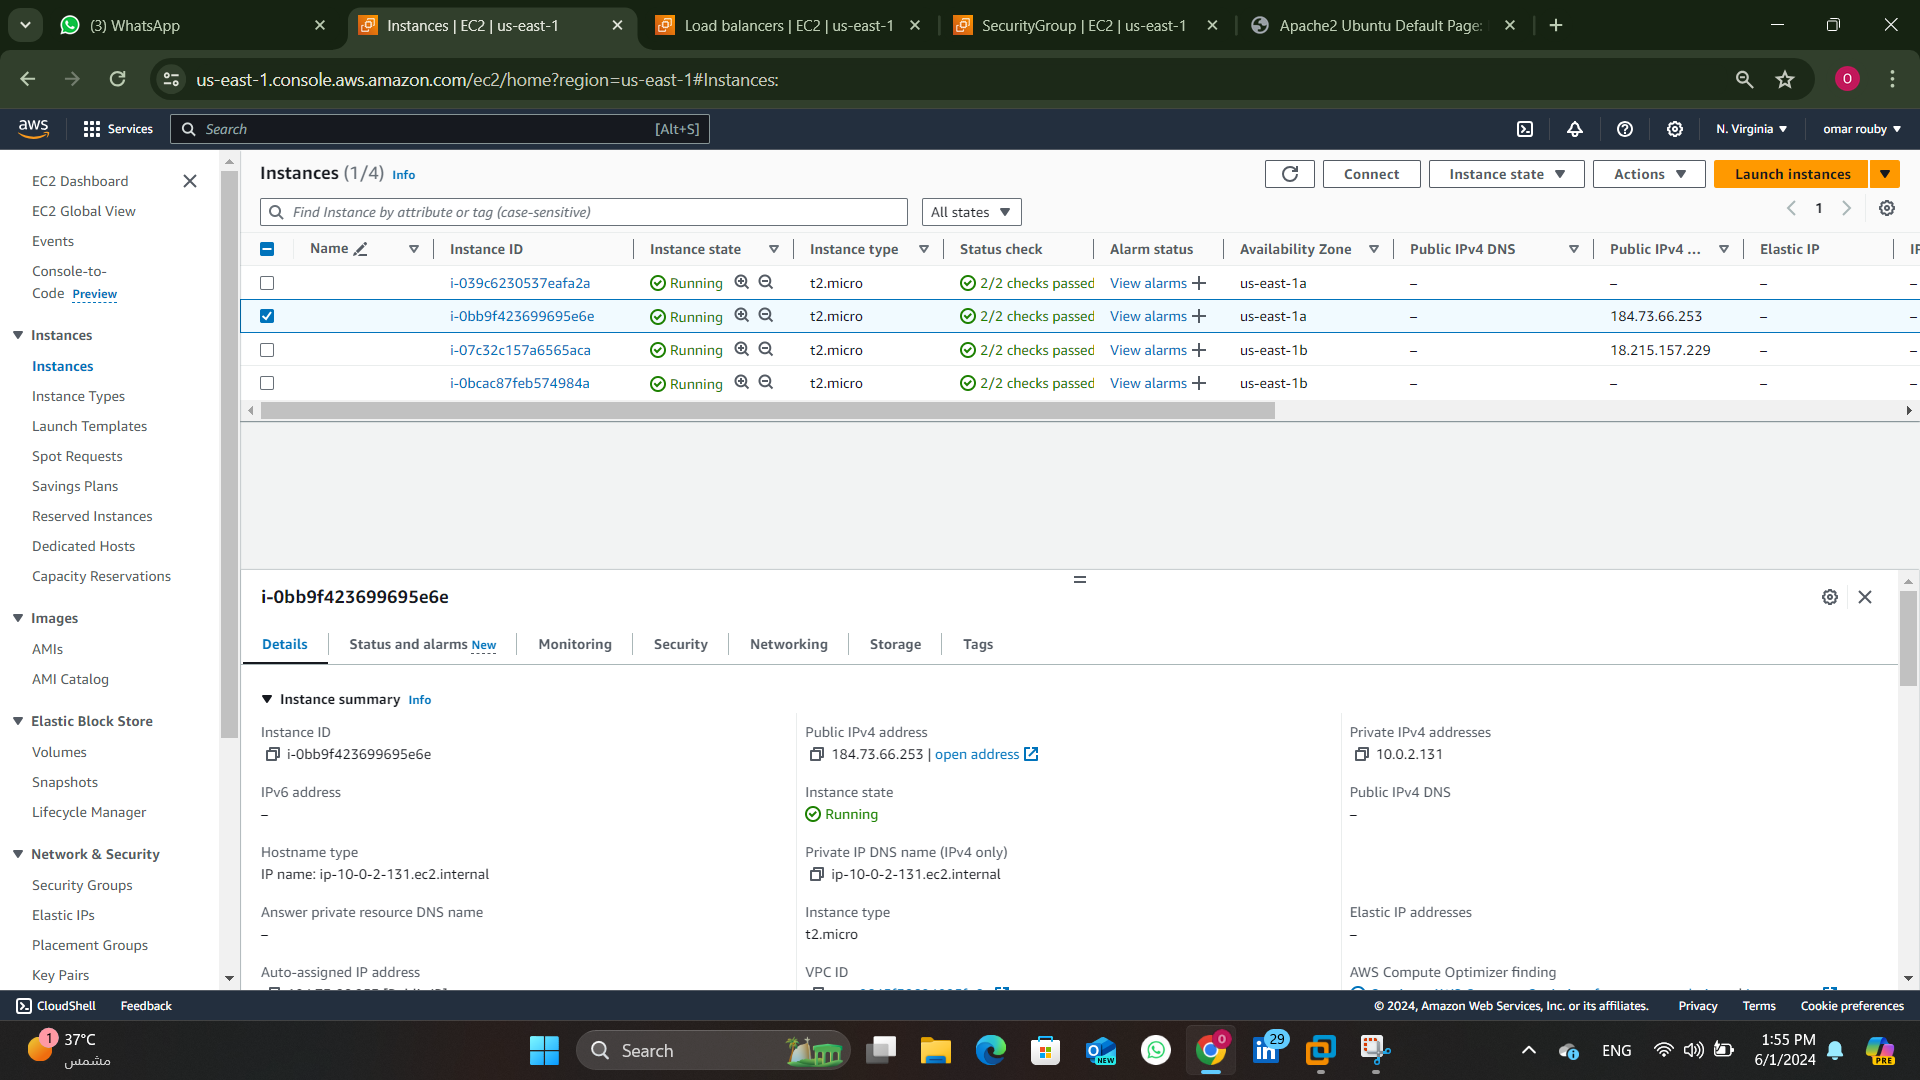 (3) WhatsApp
Instances | EC2 | us-east-1
Load balancers | EC2 | us-east-1
SecurityGroup | EC2 | us-east-1
Apache2 Ubuntu Default Page:
us-east-1.console.aws.amazon.com/ec2/home?region=us-east-1#Instances:
O
aws
Services
Search
[Alt+S]
N. Virginia
omar rouby
EC2 Dashboard
EC2 Global View
Events
Console-to-
Code Preview
Instances
Instances
Instance Types
Launch Templates
Spot Requests
Savings Plans
Reserved Instances
Dedicated Hosts
Capacity Reservations
Images
AMIs
AMI Catalog
Elastic Block Store
Volumes
Snapshots
Lifecycle Manager
Network & Security
Security Groups
Elastic IPs
Placement Groups
Key Pairs
Instances (1/4) Info
Connect
Instance state
Actions
Launch instances
Find Instance by attribute or tag (case-sensitive)
All states
1
Name Instance ID Instance state Instance type Status check Alarm status Availability Zone Public IPv4 DNS Public IPv4 ... Elastic IP IP
i-039c6230537eafa2a Running t2.micro 2/2 checks passed View alarms us-east-1a – – – –
i-0bb9f423699695e6e Running t2.micro 2/2 checks passed View alarms us-east-1a – 184.73.66.253 – –
i-07c32c157a6565aca Running t2.micro 2/2 checks passed View alarms us-east-1b – 18.215.157.229 – –
i-0bcac87feb574984a Running t2.micro 2/2 checks passed View alarms us-east-1b – – – –
i-0bb9f423699695e6e
Details Status and alarms New Monitoring Security Networking Storage Tags
Instance summary Info
Instance ID
i-0bb9f423699695e6e
Public IPv4 address
184.73.66.253 | open address
Private IPv4 addresses
10.0.2.131
IPv6 address
–
Instance state
Running
Public IPv4 DNS
–
Hostname type
IP name: ip-10-0-2-131.ec2.internal
Private IP DNS name (IPv4 only)
ip-10-0-2-131.ec2.internal
Answer private resource DNS name
–
Instance type
t2.micro
Elastic IP addresses
–
Auto-assigned IP address
VPC ID
AWS Compute Optimizer finding
CloudShell
Feedback
© 2024, Amazon Web Services, Inc. or its affiliates.
Privacy
Terms
Cookie preferences
1
37°C
مشمس
Search
NEW
0
29
ENG
1:55 PM
6/1/2024
PRE